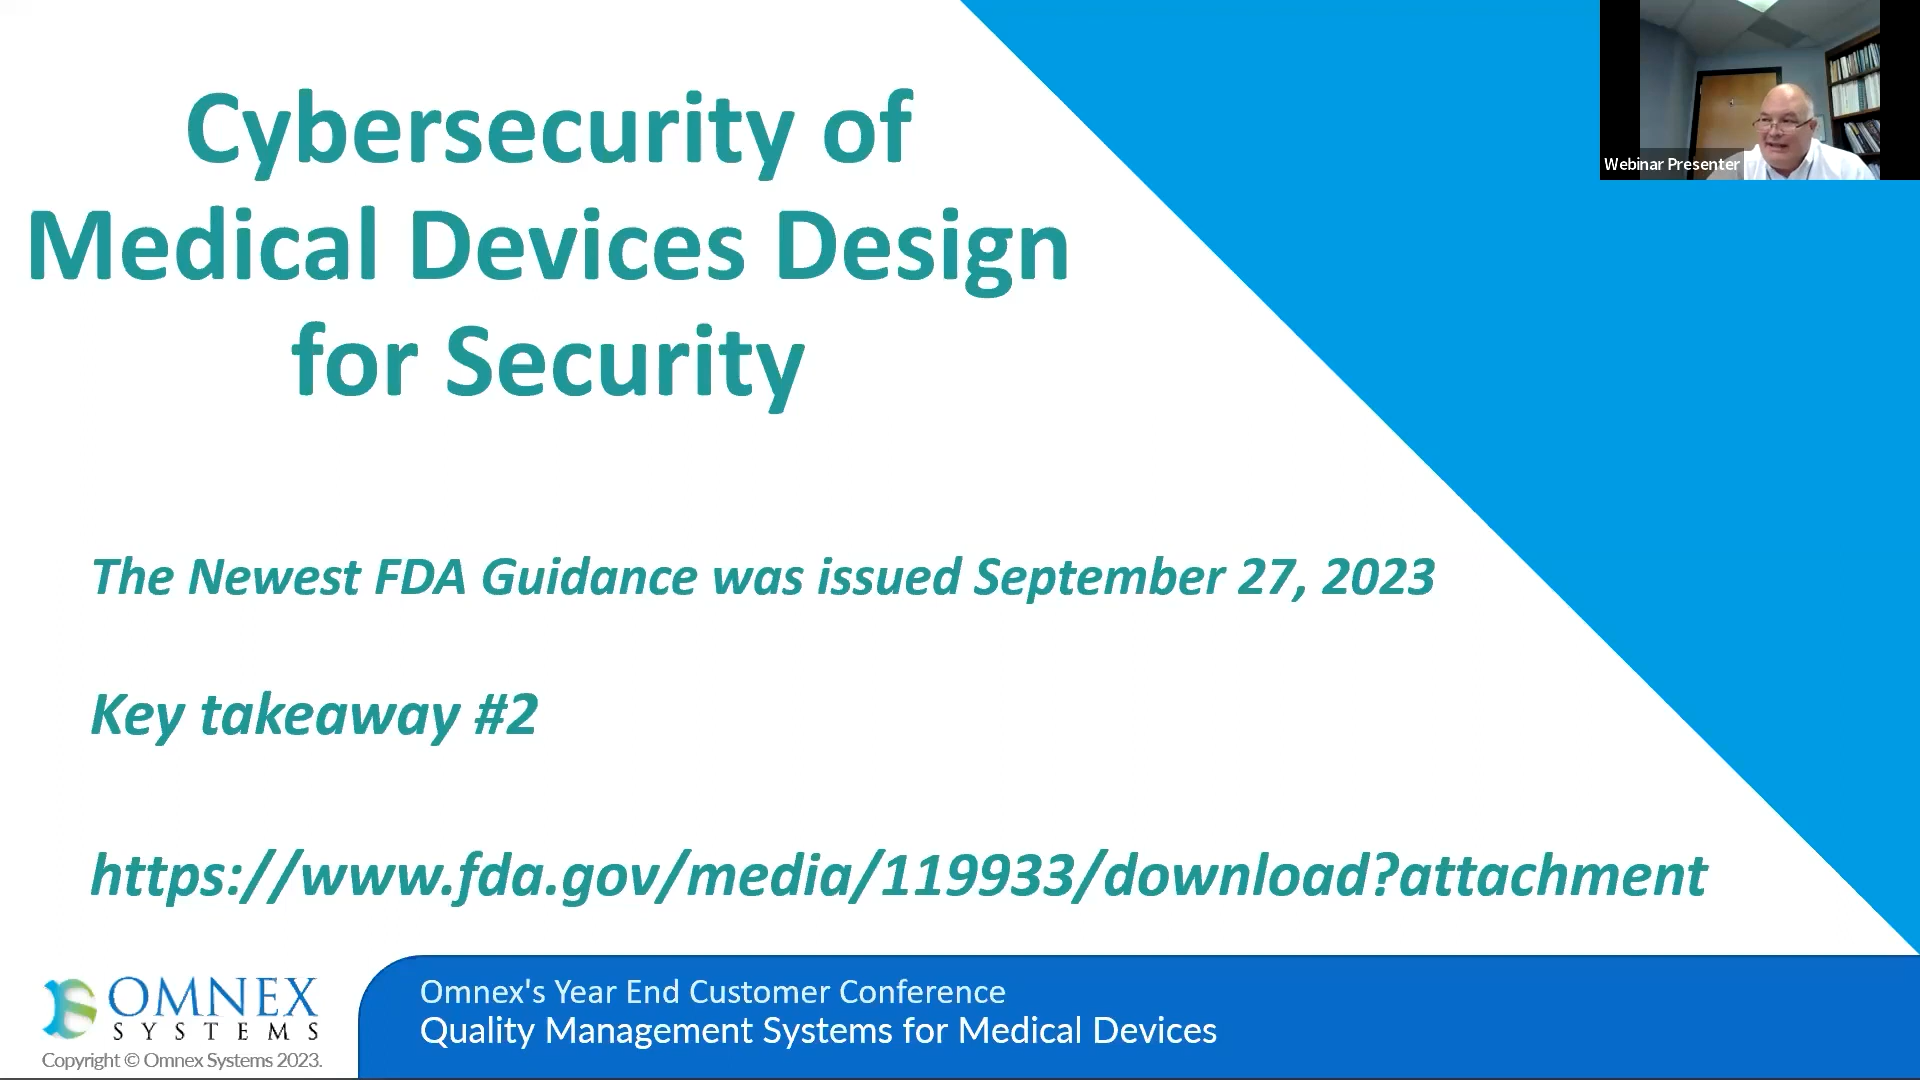 Cybersecurity of
Medical Devices Design
for Security
Webinar Presenter
The Newest FDA Guidance was issued September 27, 2023
Key takeaway #2
https://www.fda.gov/media/119933/download?attachment
OMNEX
SYSTEMS
Copyright © Omnex Systems 2023.
Omnex's Year End Customer Conference
Quality Management Systems for Medical Devices